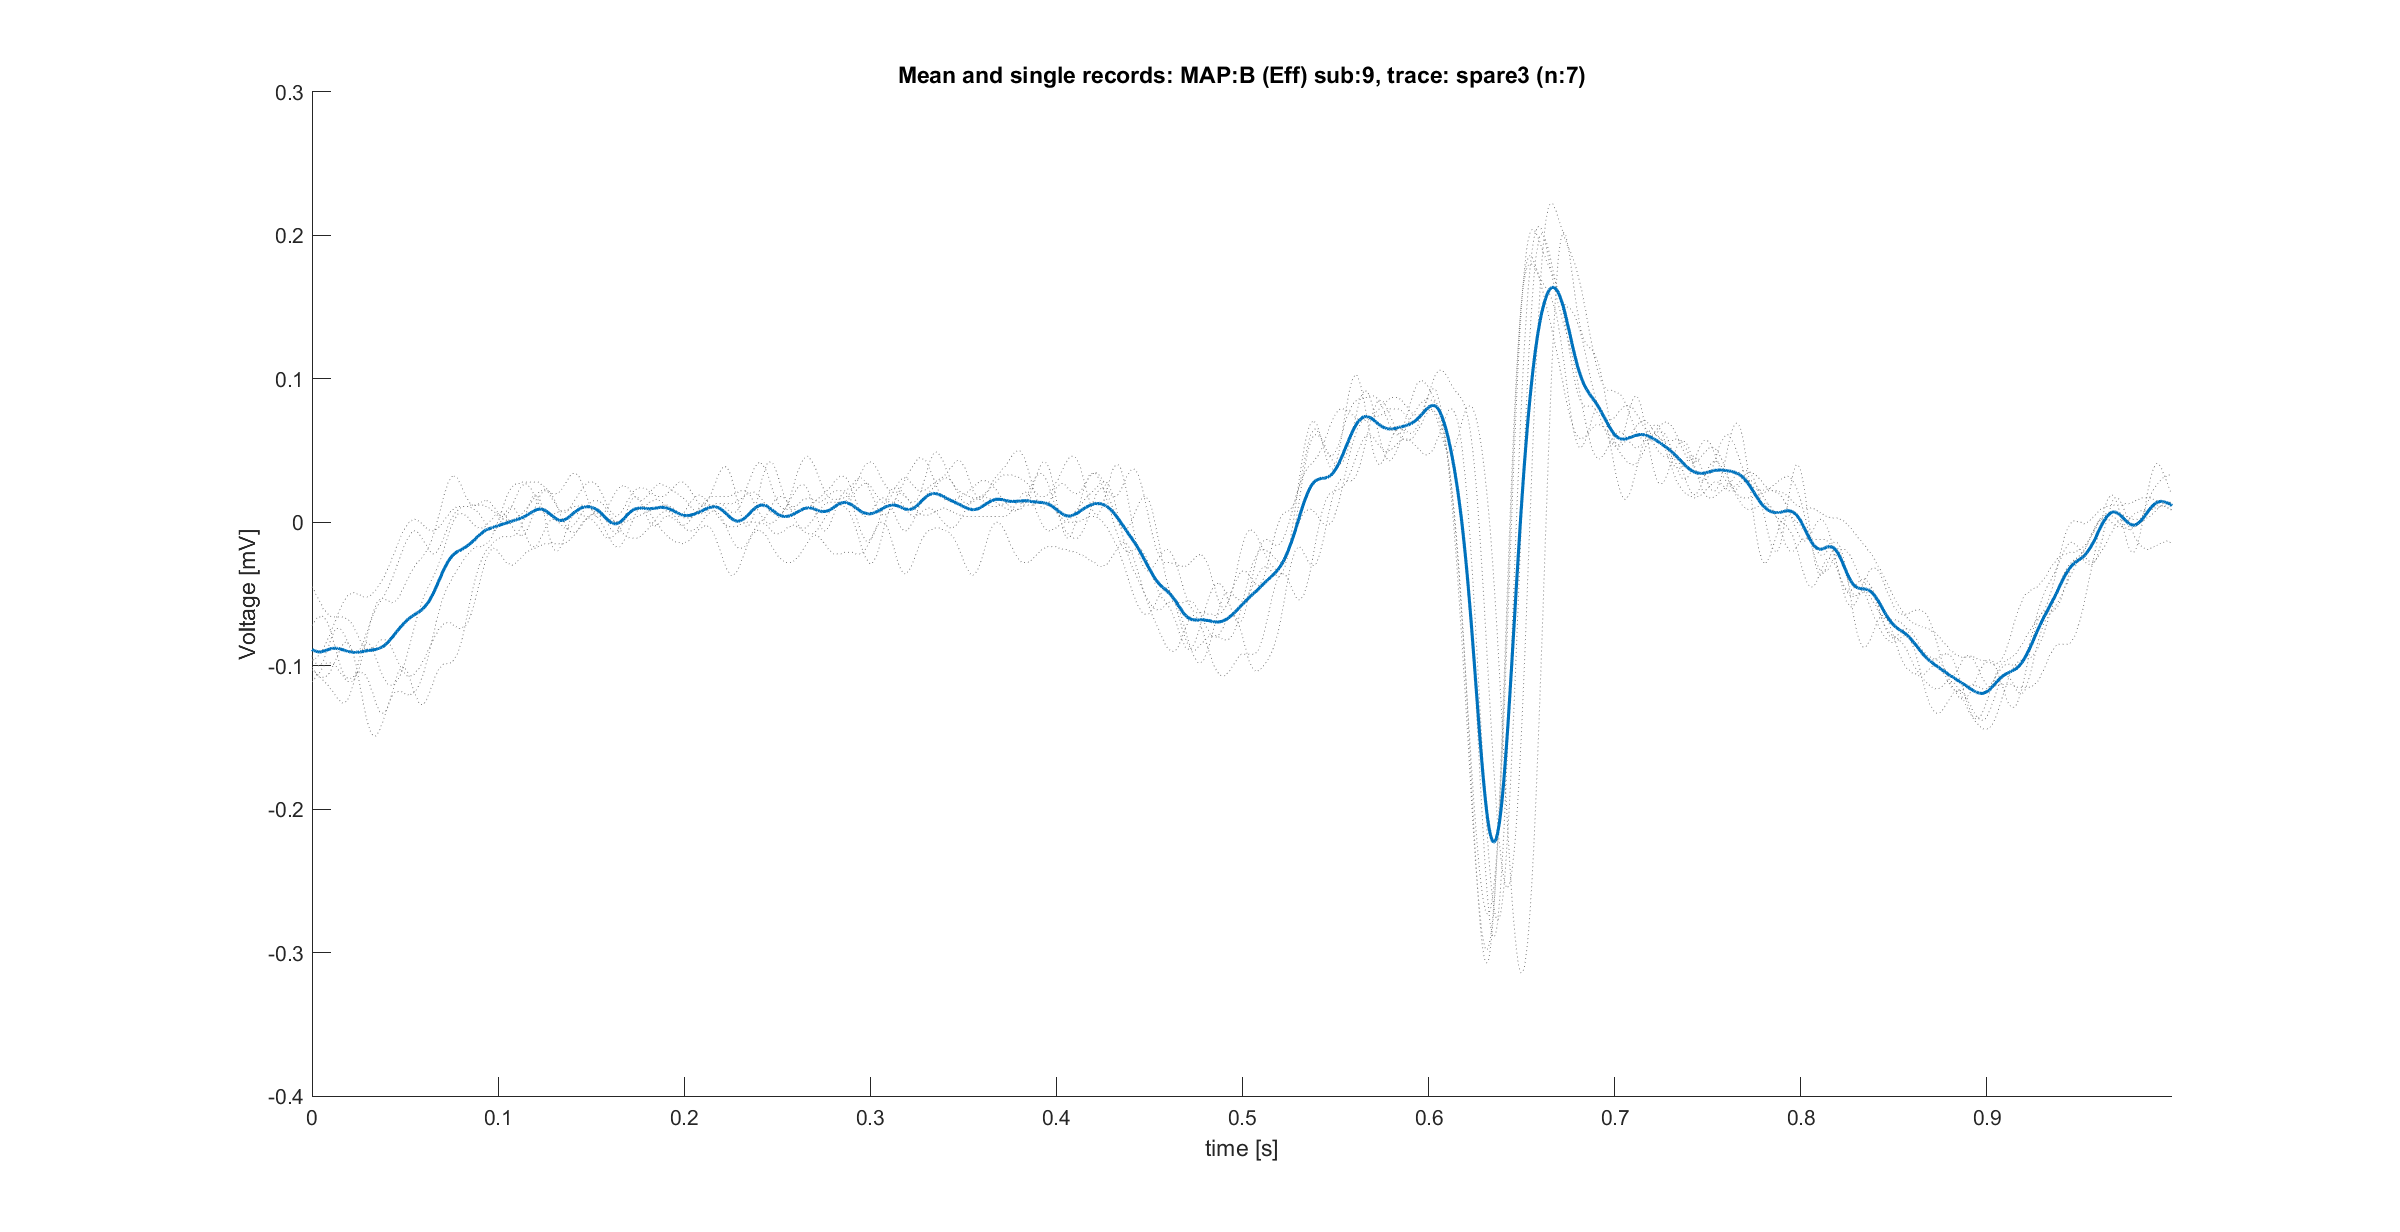 Mean and single records: MAP:B (Eff) sub:9, trace: spare3 (n:7)
0.3
0.2
0.1
0
-0.1
-0.2
-0.3
-0.4
Voltage [mV]
0 0.1 0.2 0.3 0.4 0.5 0.6 0.7 0.8 0.9
time [s]